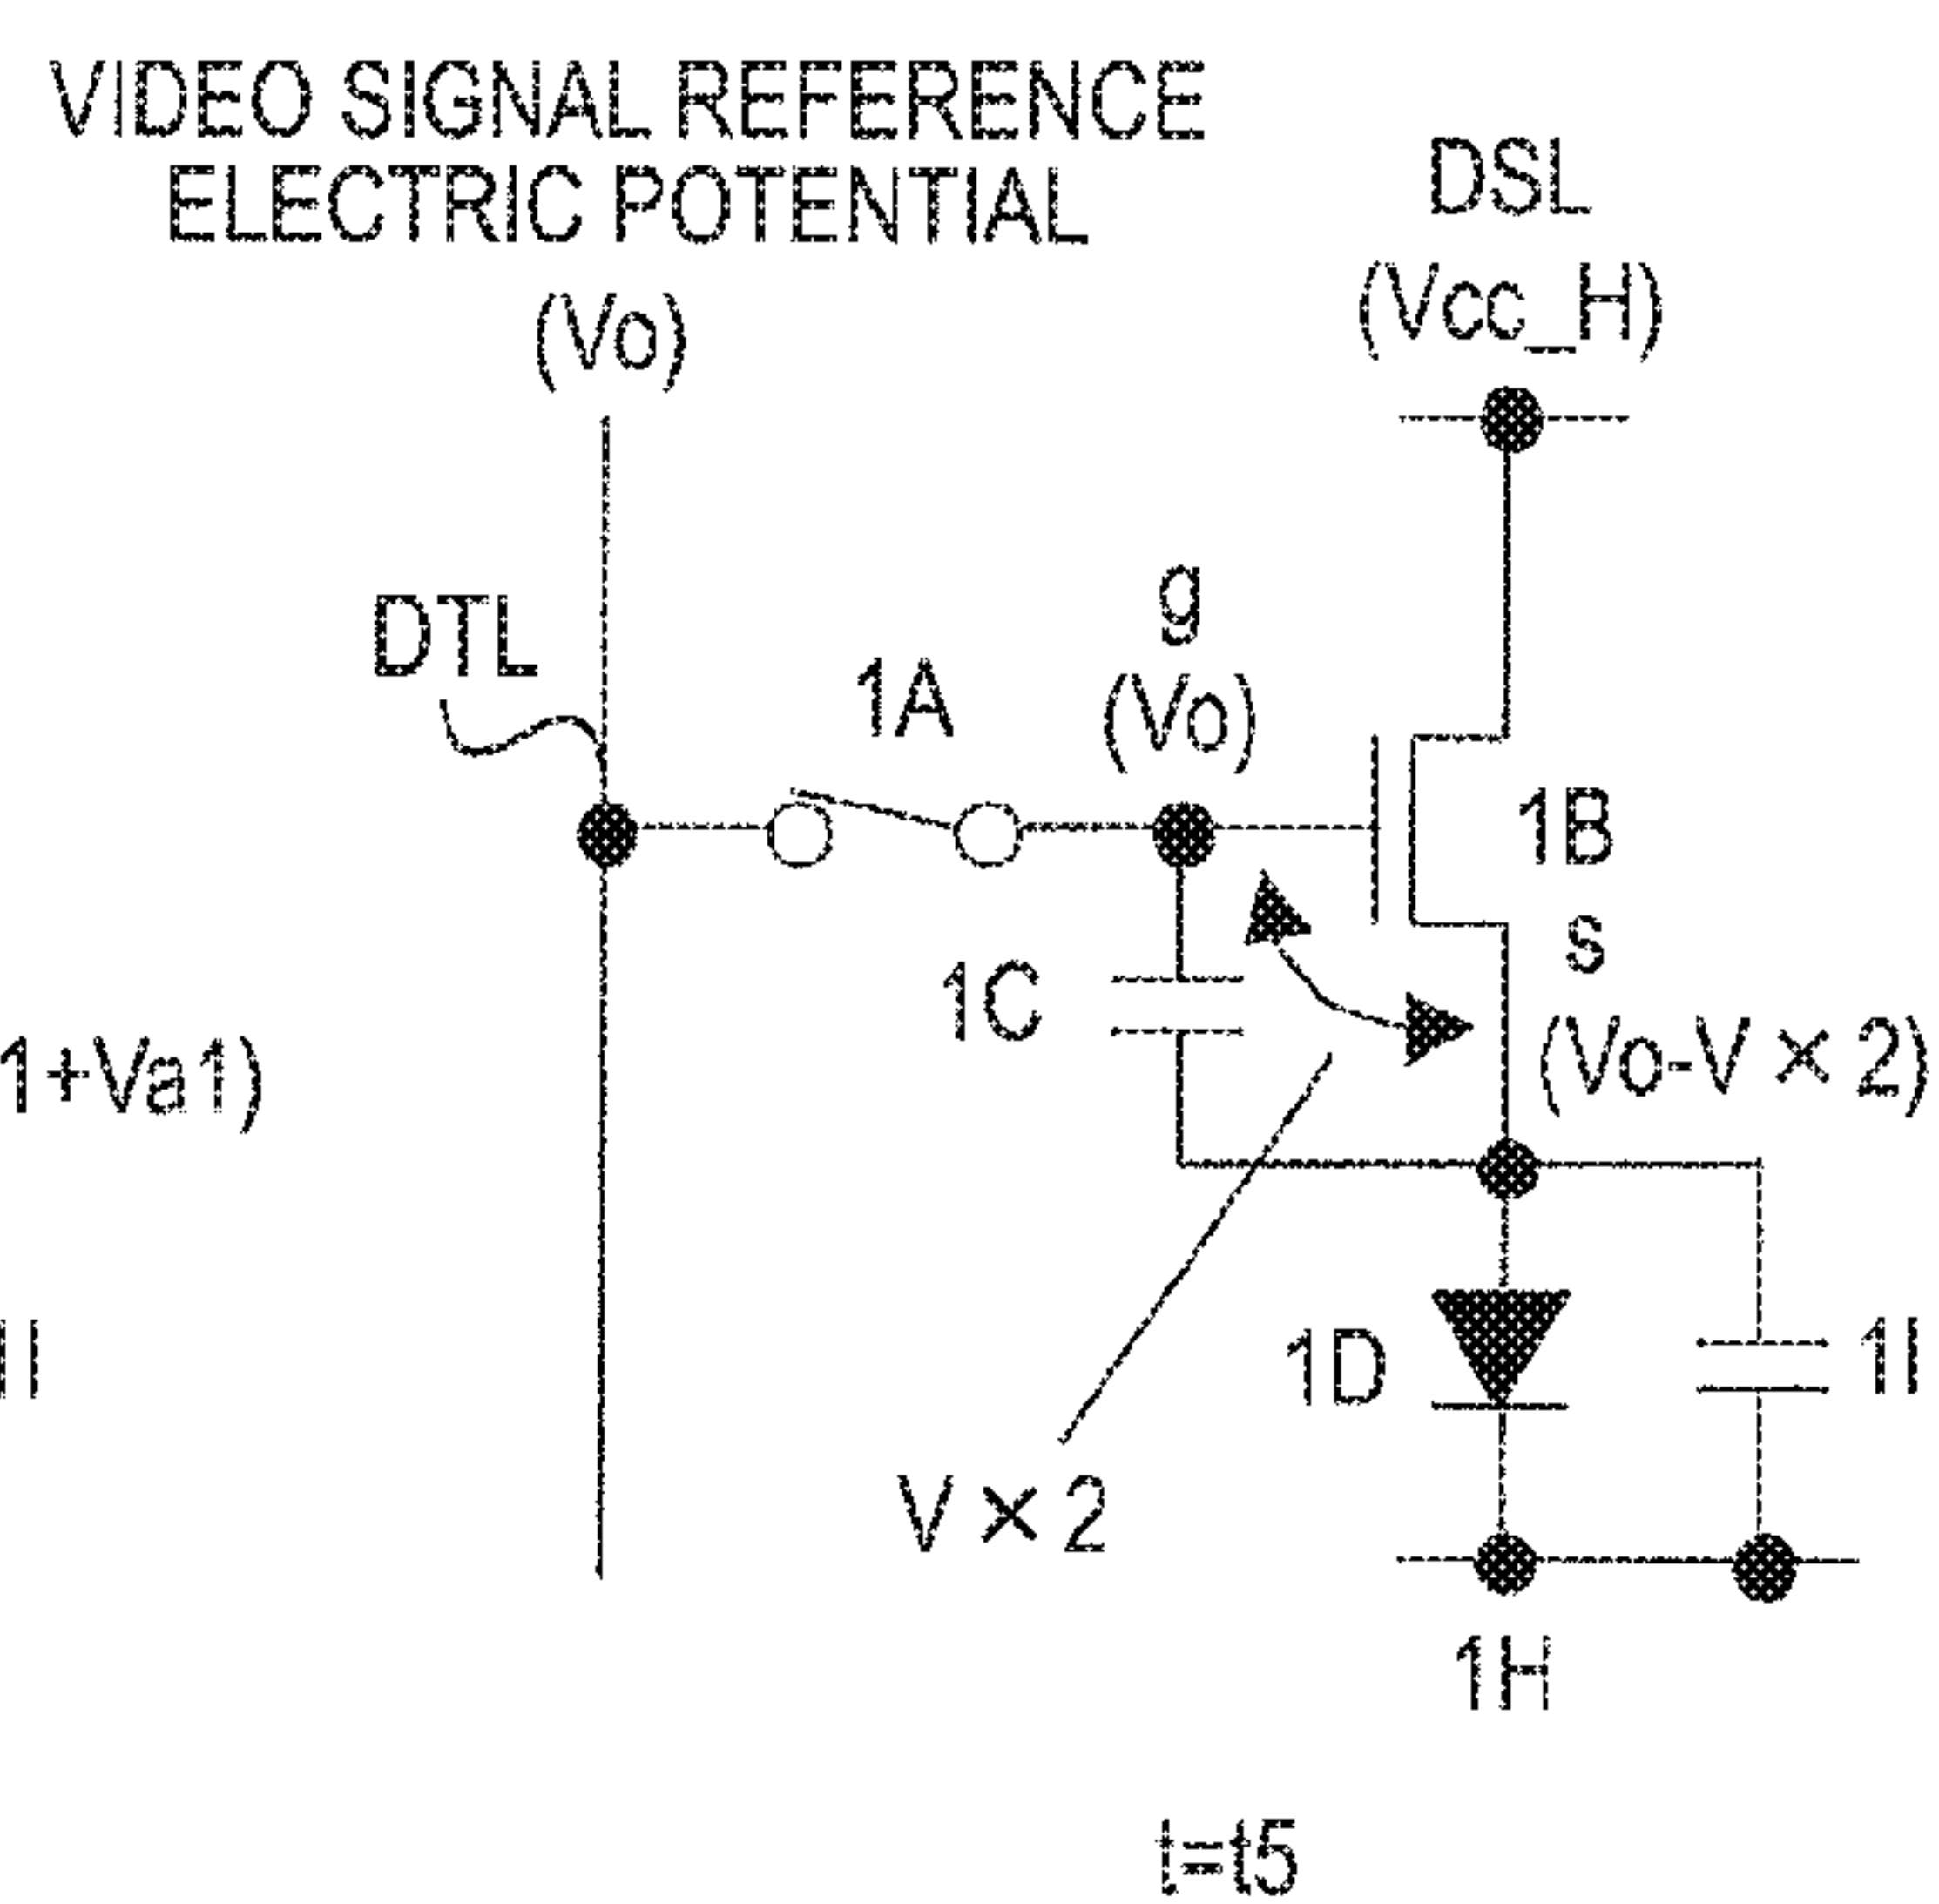 VIDEO SIGNAL REFERENCE
ELECTRIC POTENTIAL
(Vo)
DSL
(Vcc_H)
DTL
1A
g
(Vo)
1B
s
1C
(Vo-V×2)
1+Va1)
1D
1I
V×2
1H
t=t5